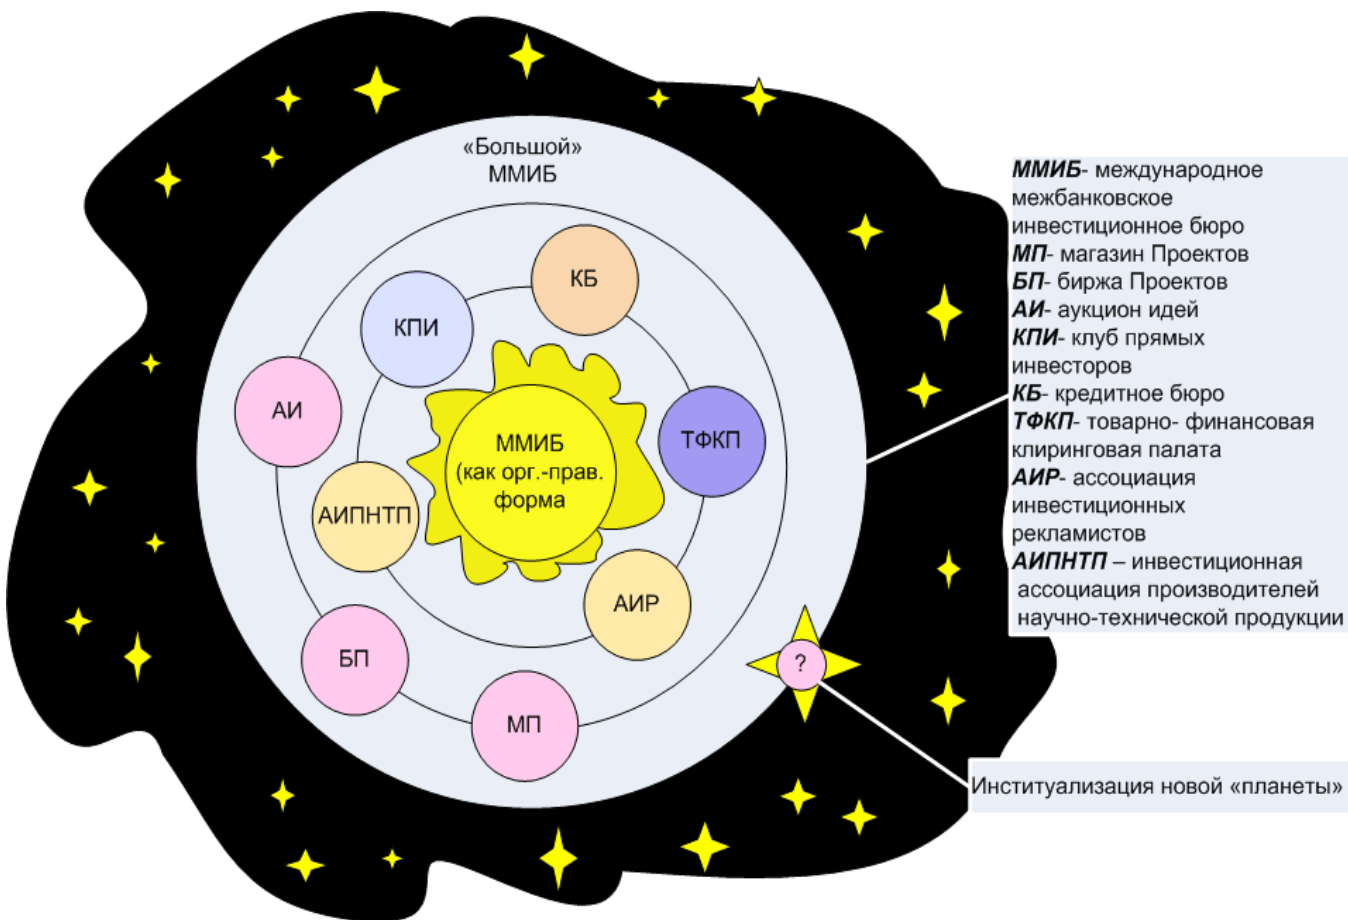 «Большой»
ММИБ
КБ
КПИ
АИ
ТФКП
ММИБ
(как орг.-прав.
форма
АИПНТП
АИР
БП
МП
?
ММИБ- международное
межбанковское
инвестиционное бюро
МП- магазин Проектов
БП- биржа Проектов
АИ- аукцион идей
КПИ- клуб прямых
инвесторов
КБ- кредитное бюро
ТФКП- товарно- финансовая
клиринговая палата
АИР- ассоциация
инвестиционных
рекламистов
АИПНТП – инвестиционная
ассоциация производителей
научно-технической продукции
Институализация новой «планеты»